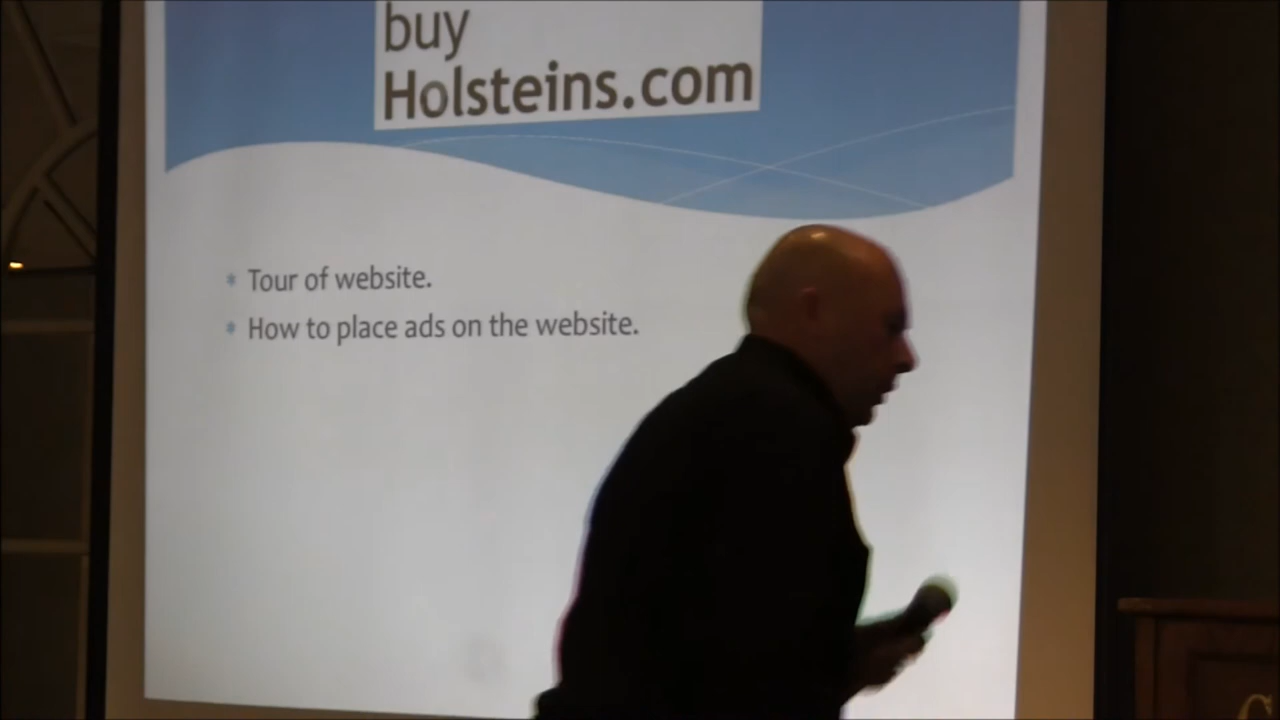 buy
Holsteins.com
* Tour of website.
* How to place ads on the website.
C